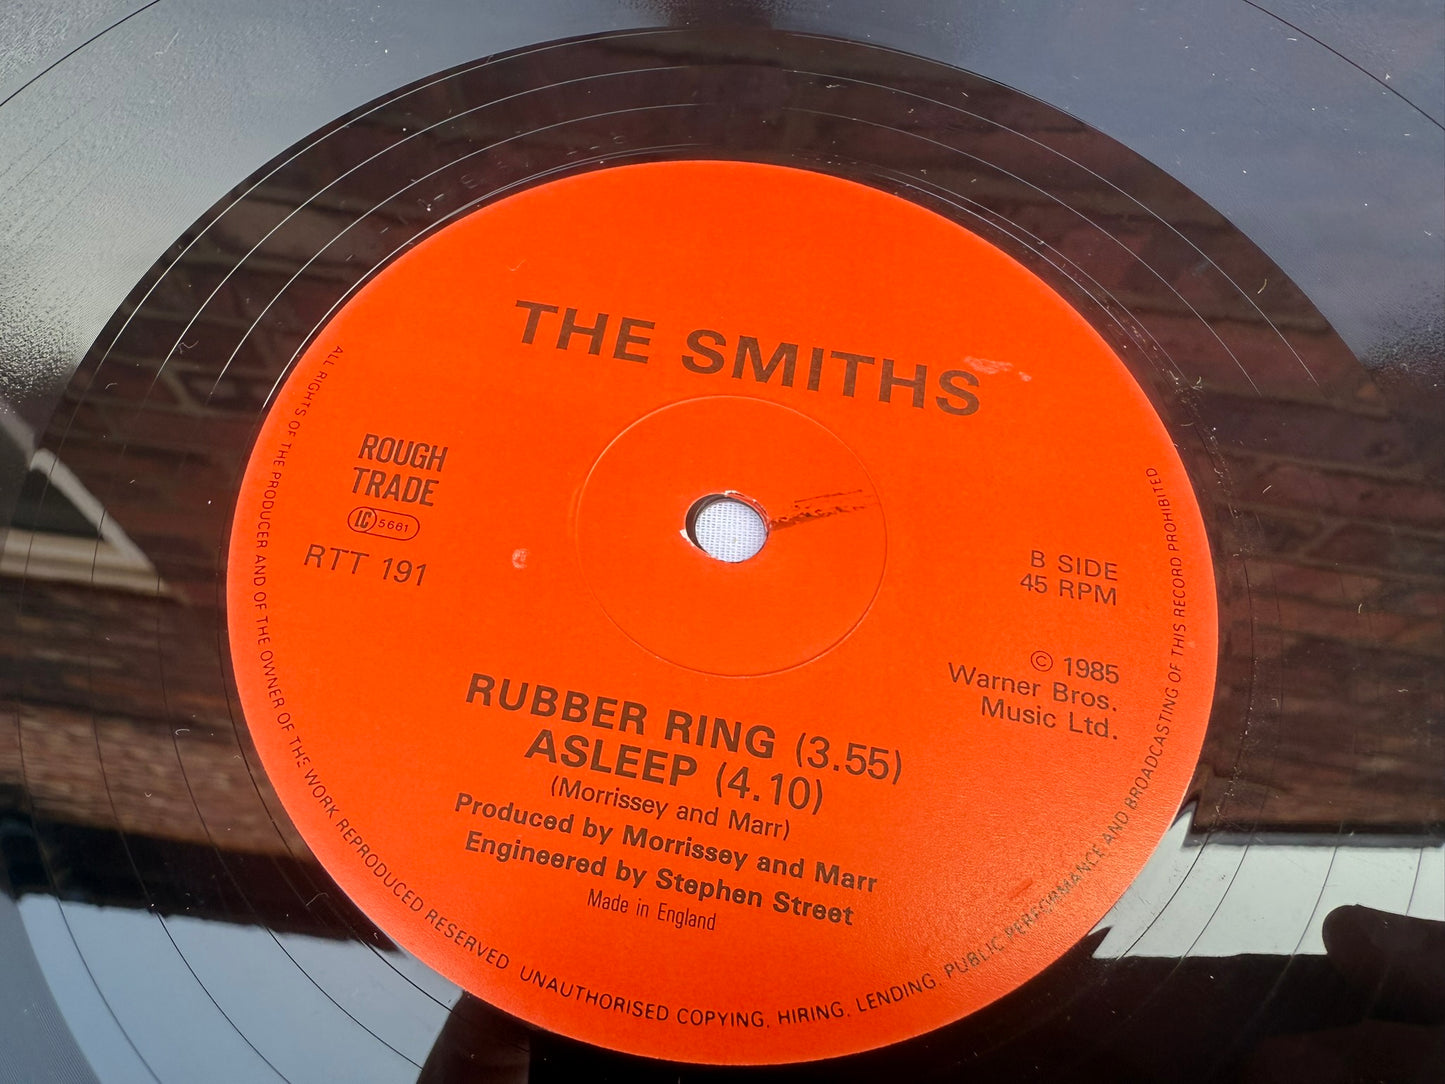 THE SMITHS
ROUGH
TRADE
LC 5661
RTT 191
B SIDE
45 RPM
© 1985
Warner Bros.
Music Ltd.
RUBBER RING (3.55)
ASLEEP (4.10)
(Morrissey and Marr)
Produced by Morrissey and Marr
Engineered by Stephen Street
Made in England
ALL RIGHTS OF THE PRODUCER AND OF THE OWNER OF THE WORK REPRODUCED RESERVED. UNAUTHORISED COPYING, HIRING, LENDING, PUBLIC PERFORMANCE AND BROADCASTING OF THIS RECORD PROHIBITED